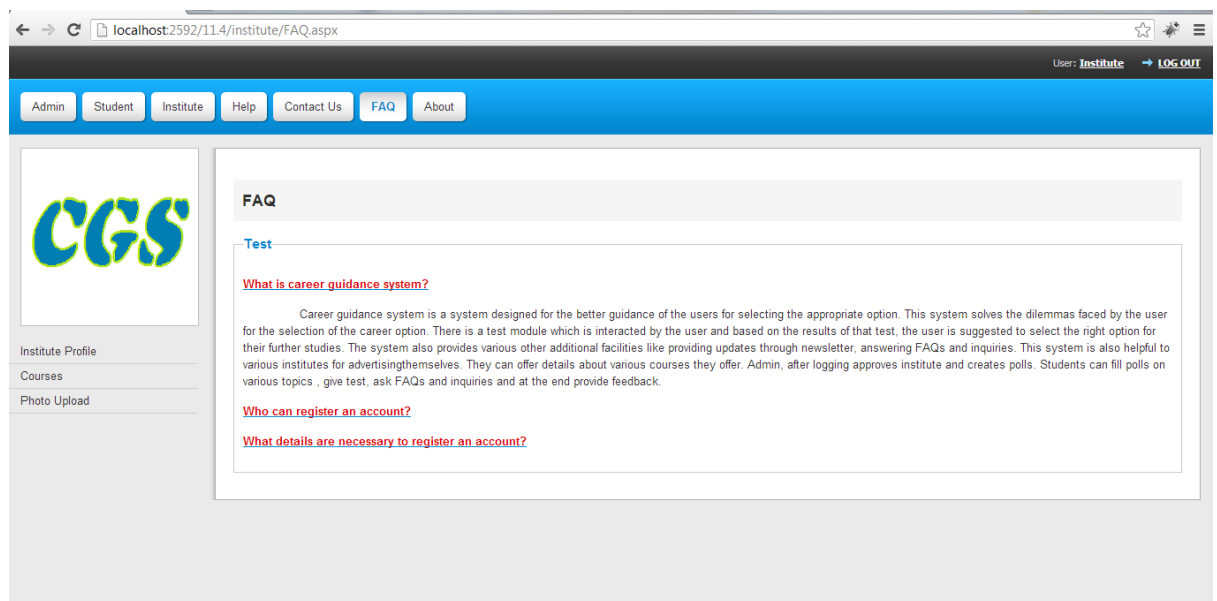 localhost:2592/11.4/institute/FAQ.aspx
User: Institute LOG OUT
Admin Student Institute Help Contact Us FAQ About
CGS
Institute Profile
Courses
Photo Upload
FAQ
Test
What is career guidance system?
Career guidance system is a system designed for the better guidance of the users for selecting the appropriate option. This system solves the dilemmas faced by the user
for the selection of the career option. There is a test module which is interacted by the user and based on the results of that test, the user is suggested to select the right option for
their further studies. The system also provides various other additional facilities like providing updates through newsletter, answering FAQs and inquiries. This system is also helpful to
various institutes for advertisingthemselves. They can offer details about various courses they offer. Admin, after logging approves institute and creates polls. Students can fill polls on
various topics , give test, ask FAQs and inquiries and at the end provide feedback.
Who can register an account?
What details are necessary to register an account?